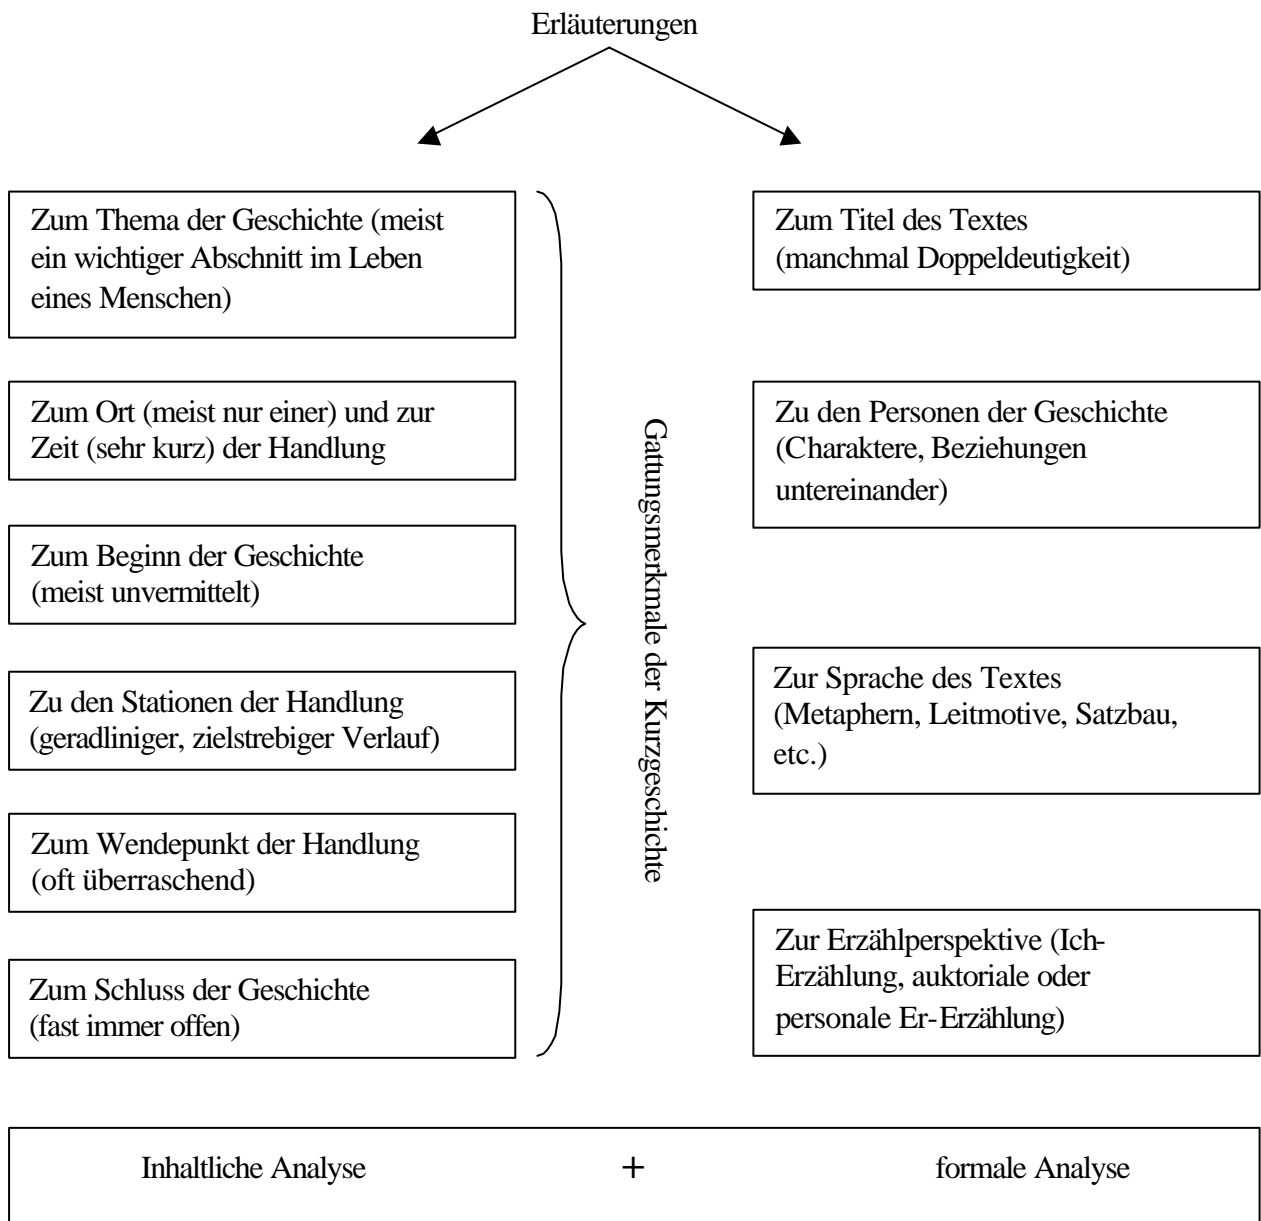 Erläuterungen
Zum Thema der Geschichte (meist
ein wichtiger Abschnitt im Leben
eines Menschen)
Zum Ort (meist nur einer) und zur
Zeit (sehr kurz) der Handlung
Zum Beginn der Geschichte
(meist unvermittelt)
Zu den Stationen der Handlung
(geradliniger, zielstrebiger Verlauf)
Zum Wendepunkt der Handlung
(oft überraschend)
Zum Schluss der Geschichte
(fast immer offen)
Gattungsmerkmale der Kurzgeschichte
Zum Titel des Textes
(manchmal Doppeldeutigkeit)
Zu den Personen der Geschichte
(Charaktere, Beziehungen
untereinander)
Zur Sprache des Textes
(Metaphern, Leitmotive, Satzbau,
etc.)
Zur Erzählperspektive (Ich-
Erzählung, auktoriale oder
personale Er-Erzählung)
Inhaltliche Analyse + formale Analyse